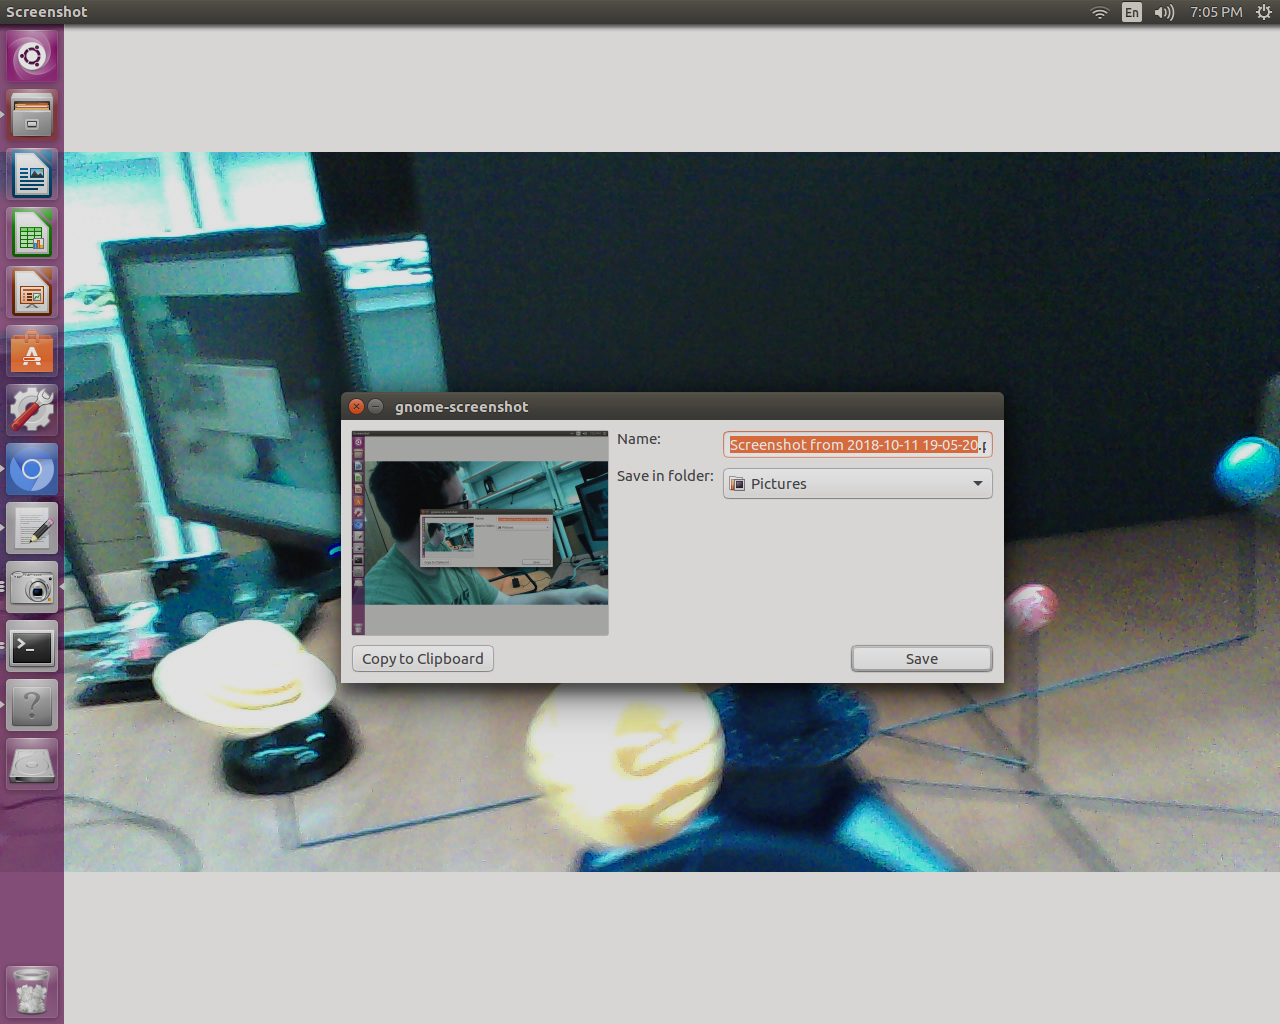 Screenshot
En
7:05 PM
gnome-screenshot
Name:
Screenshot from 2018-10-11 19-05-20.p
Save in folder:
Pictures
Copy to Clipboard
Save